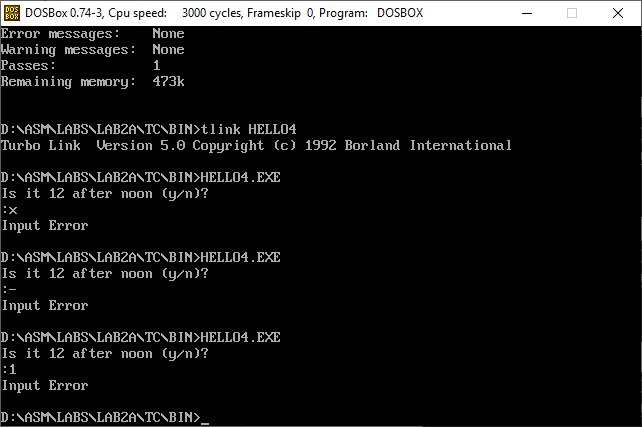 DOS
BOX
DOSBox 0.74-3, Cpu speed: 3000 cycles, Frameskip 0, Program: DOSBOX
Error messages: None
Warning messages: None
Passes: 1
Remaining memory: 473k
D:\ASM\LABS\LAB2A\TC\BIN>tlink HELLO4
Turbo Link Version 5.0 Copyright (c) 1992 Borland International
D:\ASM\LABS\LAB2A\TC\BIN>HELLO4.EXE
Is it 12 after noon (y/n)?
:x
Input Error
D:\ASM\LABS\LAB2A\TC\BIN>HELLO4.EXE
Is it 12 after noon (y/n)?
:-
Input Error
D:\ASM\LABS\LAB2A\TC\BIN>HELLO4.EXE
Is it 12 after noon (y/n)?
:1
Input Error
D:\ASM\LABS\LAB2A\TC\BIN>_